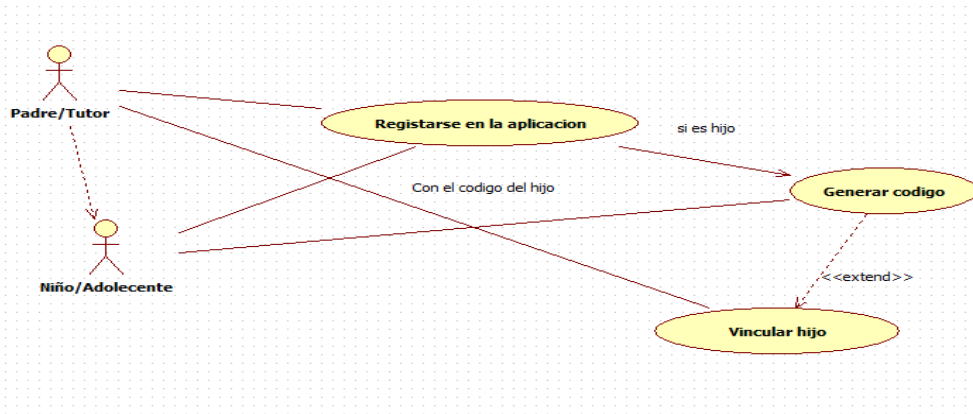 Padre/Tutor
Registarse en la aplicacion
si es hijo
Con el codigo del hijo
Generar codigo
Niño/Adolecente
<<extend>>
Vincular hijo